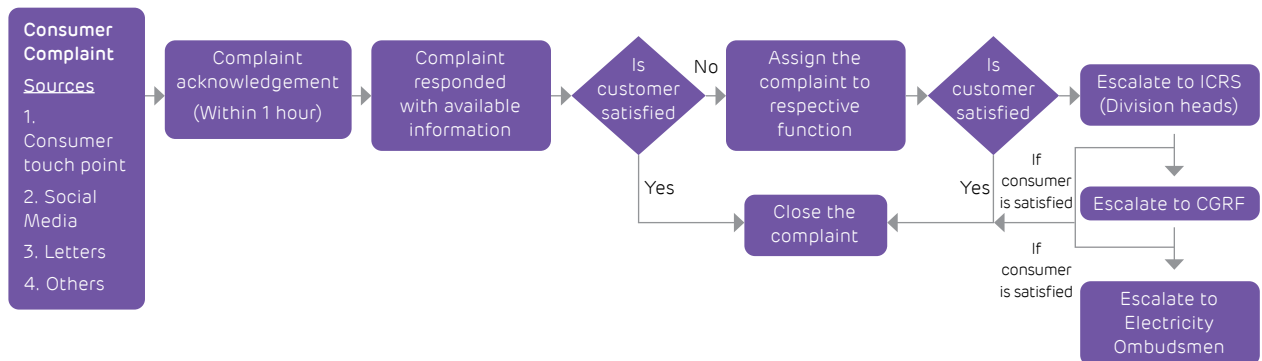 Consumer
Complaint
Sources
1.
Consumer
touch point
2. Social
Media
3. Letters
4. Others
Complaint
acknowledgement
(Within 1 hour)
Complaint
responded
with available
information
Is
customer
satisfied
No
Yes
Assign the
complaint to
respective
function
Is
customer
satisfied
Yes
Close the
complaint
Escalate to ICRS
(Division heads)
If
consumer
is satisfied
Escalate to CGRF
If
consumer
is satisfied
Escalate to
Electricity
Ombudsmen